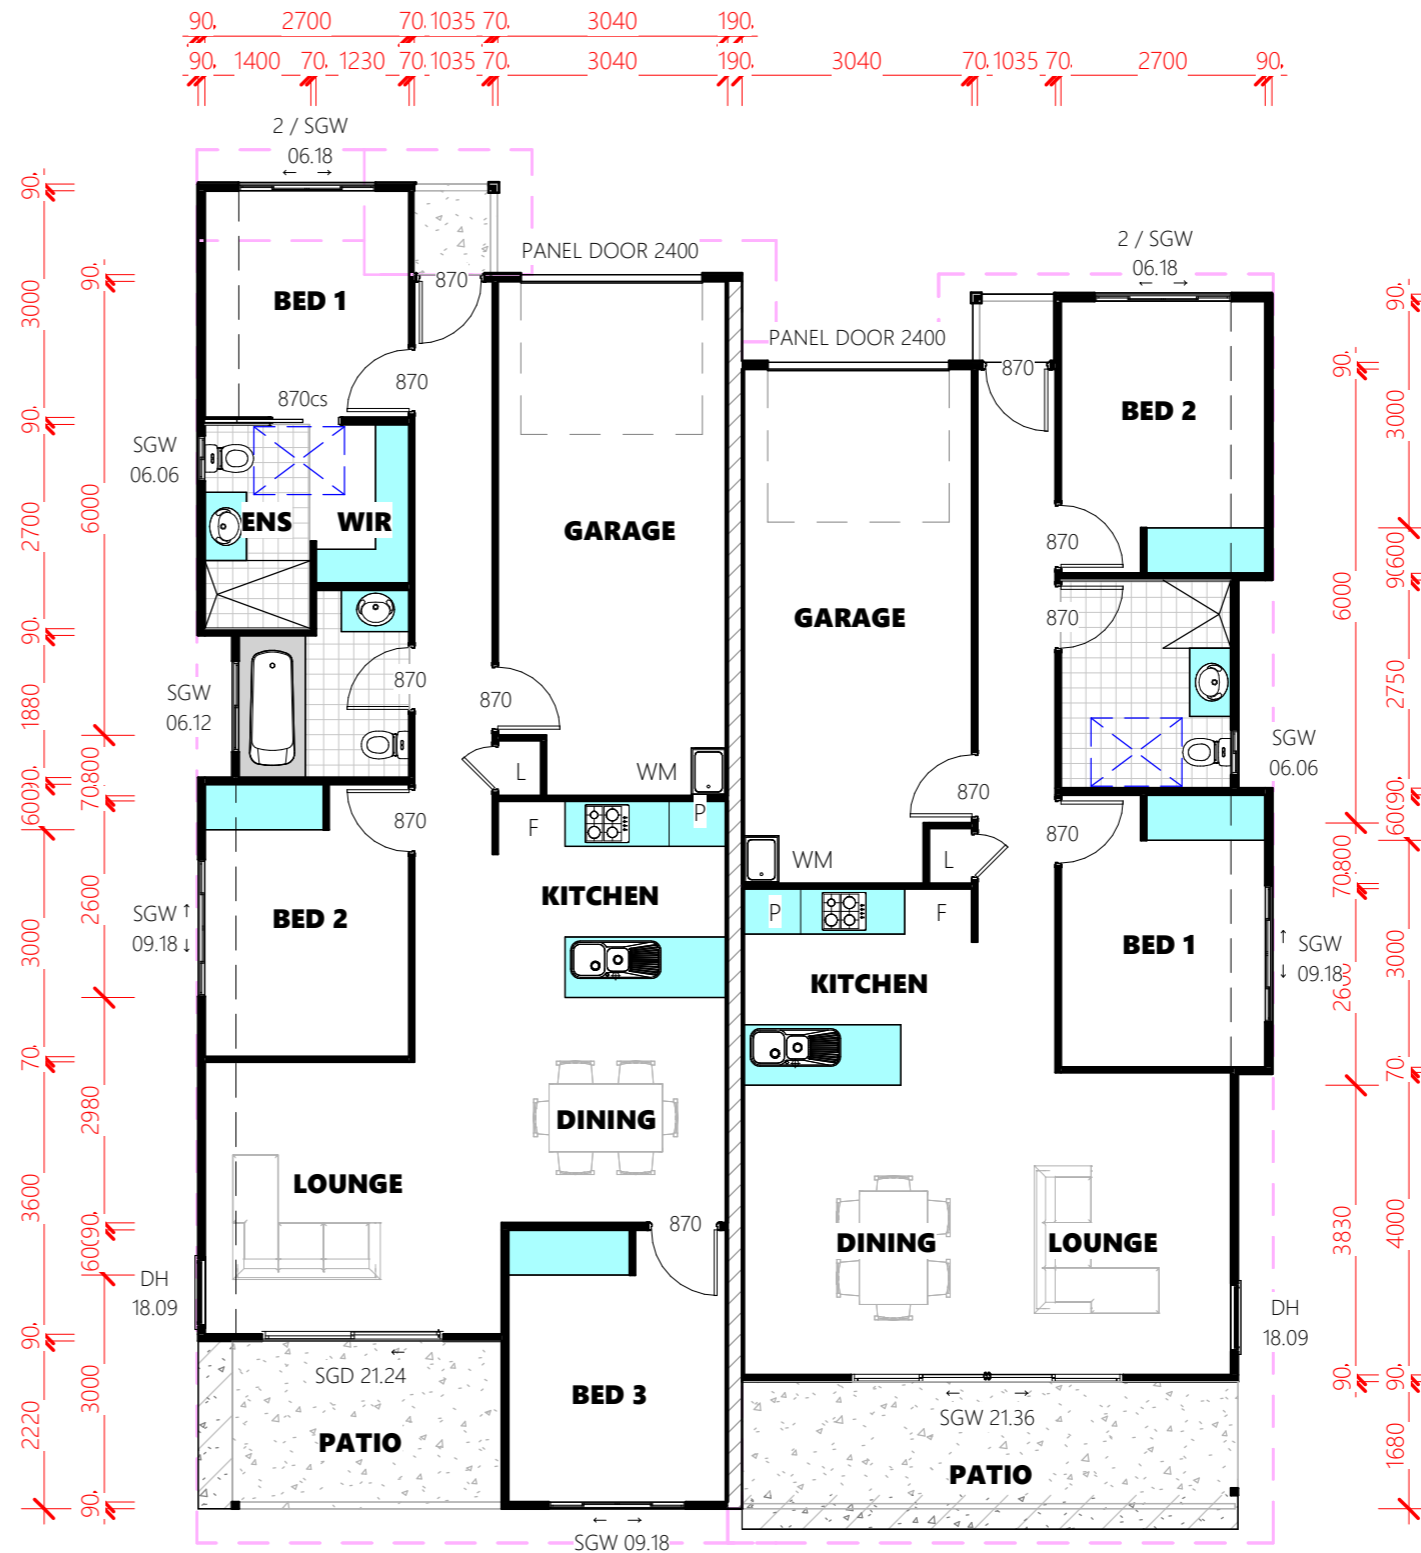 90. 2700 70. 1035 70. 3040 190.
90. 1400 70. 1230 70. 1035 70. 3040 190. 3040 70. 1035 70. 2700 90.
2 / SGW
06.18
PANEL DOOR 2400
2 / SGW
06.18
870
BED 1
PANEL DOOR 2400
870
870
870cs
BED 2
SGW
06.06
ENS
WIR
GARAGE
870
GARAGE
870
870
SGW
06.12
870
L
WM
SGW
06.06
870
870
F
P
870
WM
L
KITCHEN
SGW
09.18
BED 2
P
F
BED 1
SGW
09.18
KITCHEN
DINING
LOUNGE
870
DINING
LOUNGE
DH
18.09
DH
18.09
SGD 21.24
BED 3
SGW 21.36
PATIO
PATIO
SGW 09.18
90.
3000
90.
2700
90.
1880
90.
600
3000
70.
3600
90.
2220
90.
6000
800
70
2600
2980
90.
600
3000
90.
90.
6000
800
70
2600
3830
90.
90.
3000
600
90
2750
90.
600
3000
70.
4000
90.
1680